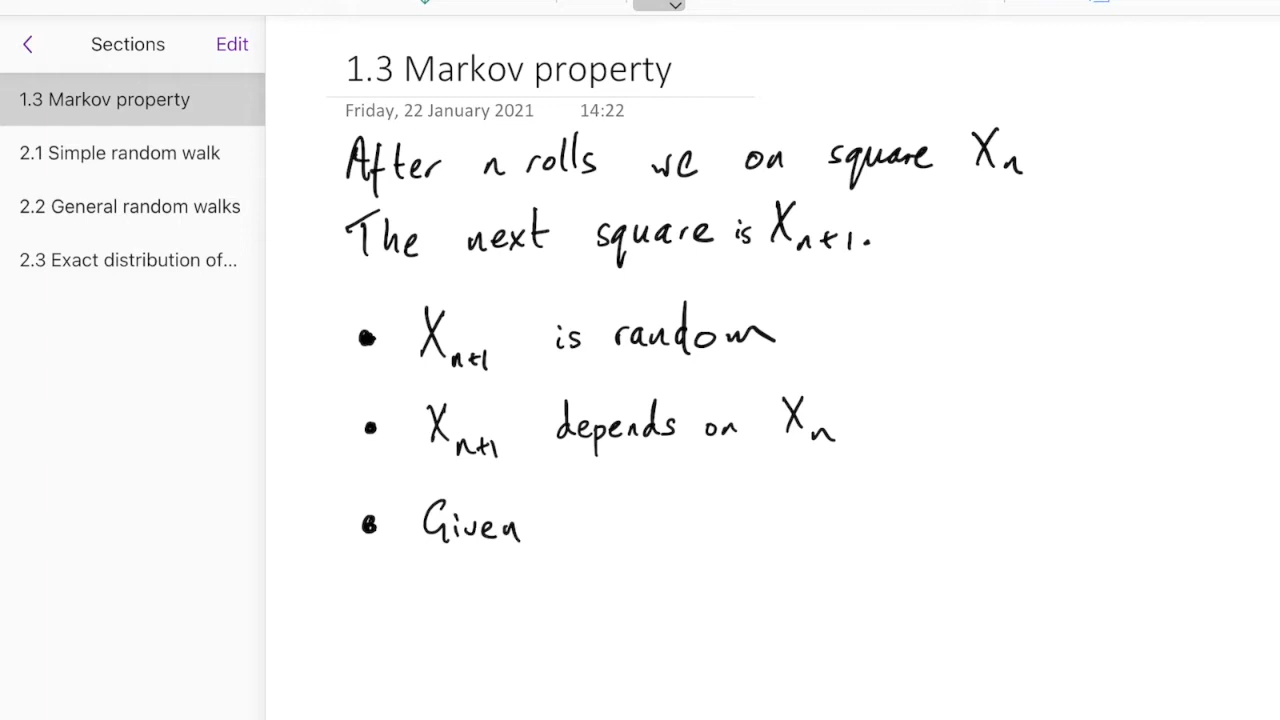 Sections
Edit
1.3 Markov property
2.1 Simple random walk
2.2 General random walks
2.3 Exact distribution of...
1.3 Markov property
Friday, 22 January 2021 14:22
After n rolls we on square Xₙ
The next square is Xₙ₊₁.
• Xₙ₊₁ is random
• Xₙ₊₁ depends on Xₙ
• Given